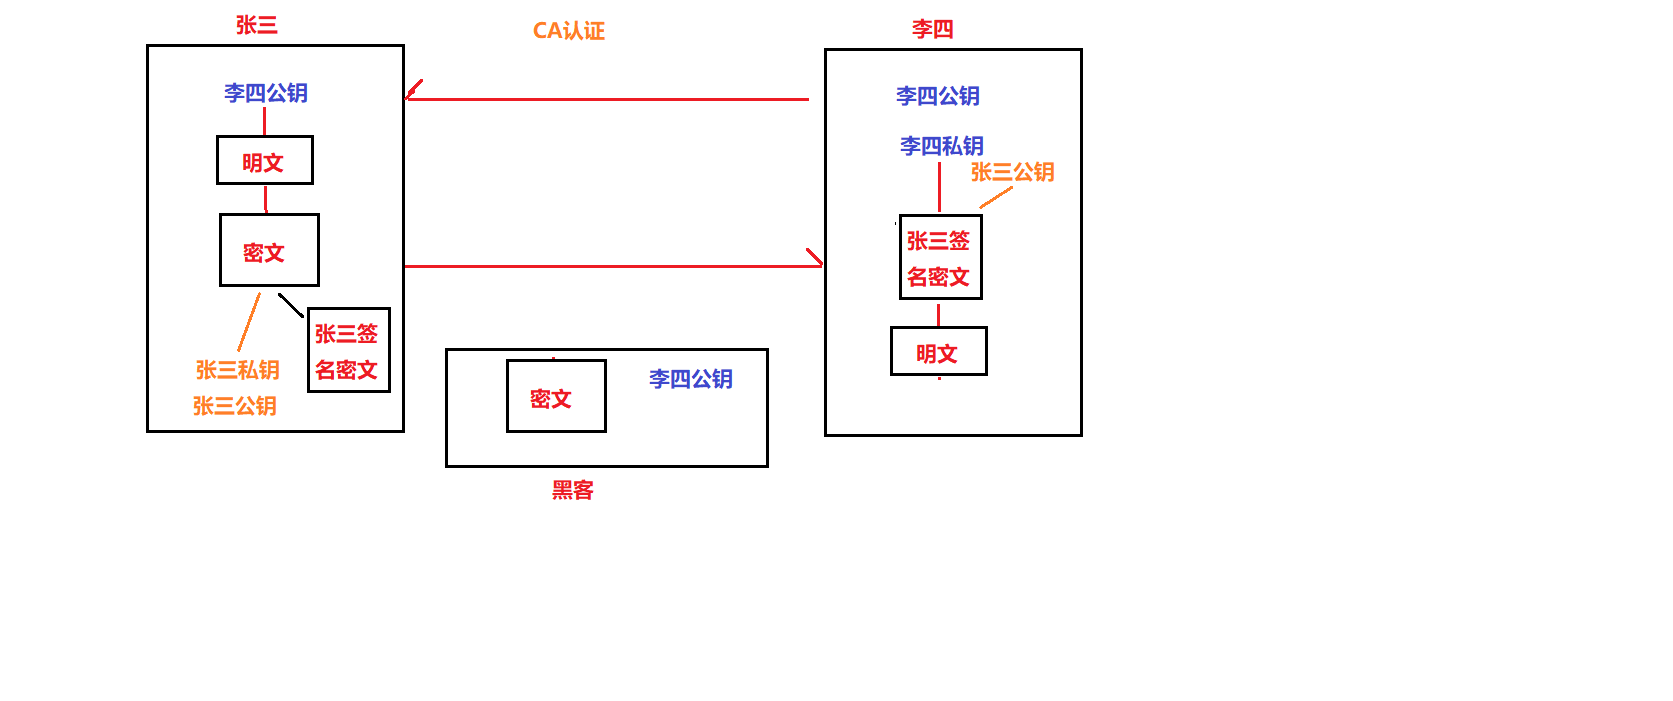 张三
CA认证
李四
李四公钥
明文
密文
张三私钥
张三公钥
张三签
名密文
密文
李四公钥
黑客
李四公钥
李四私钥
张三公钥
张三签
名密文
明文